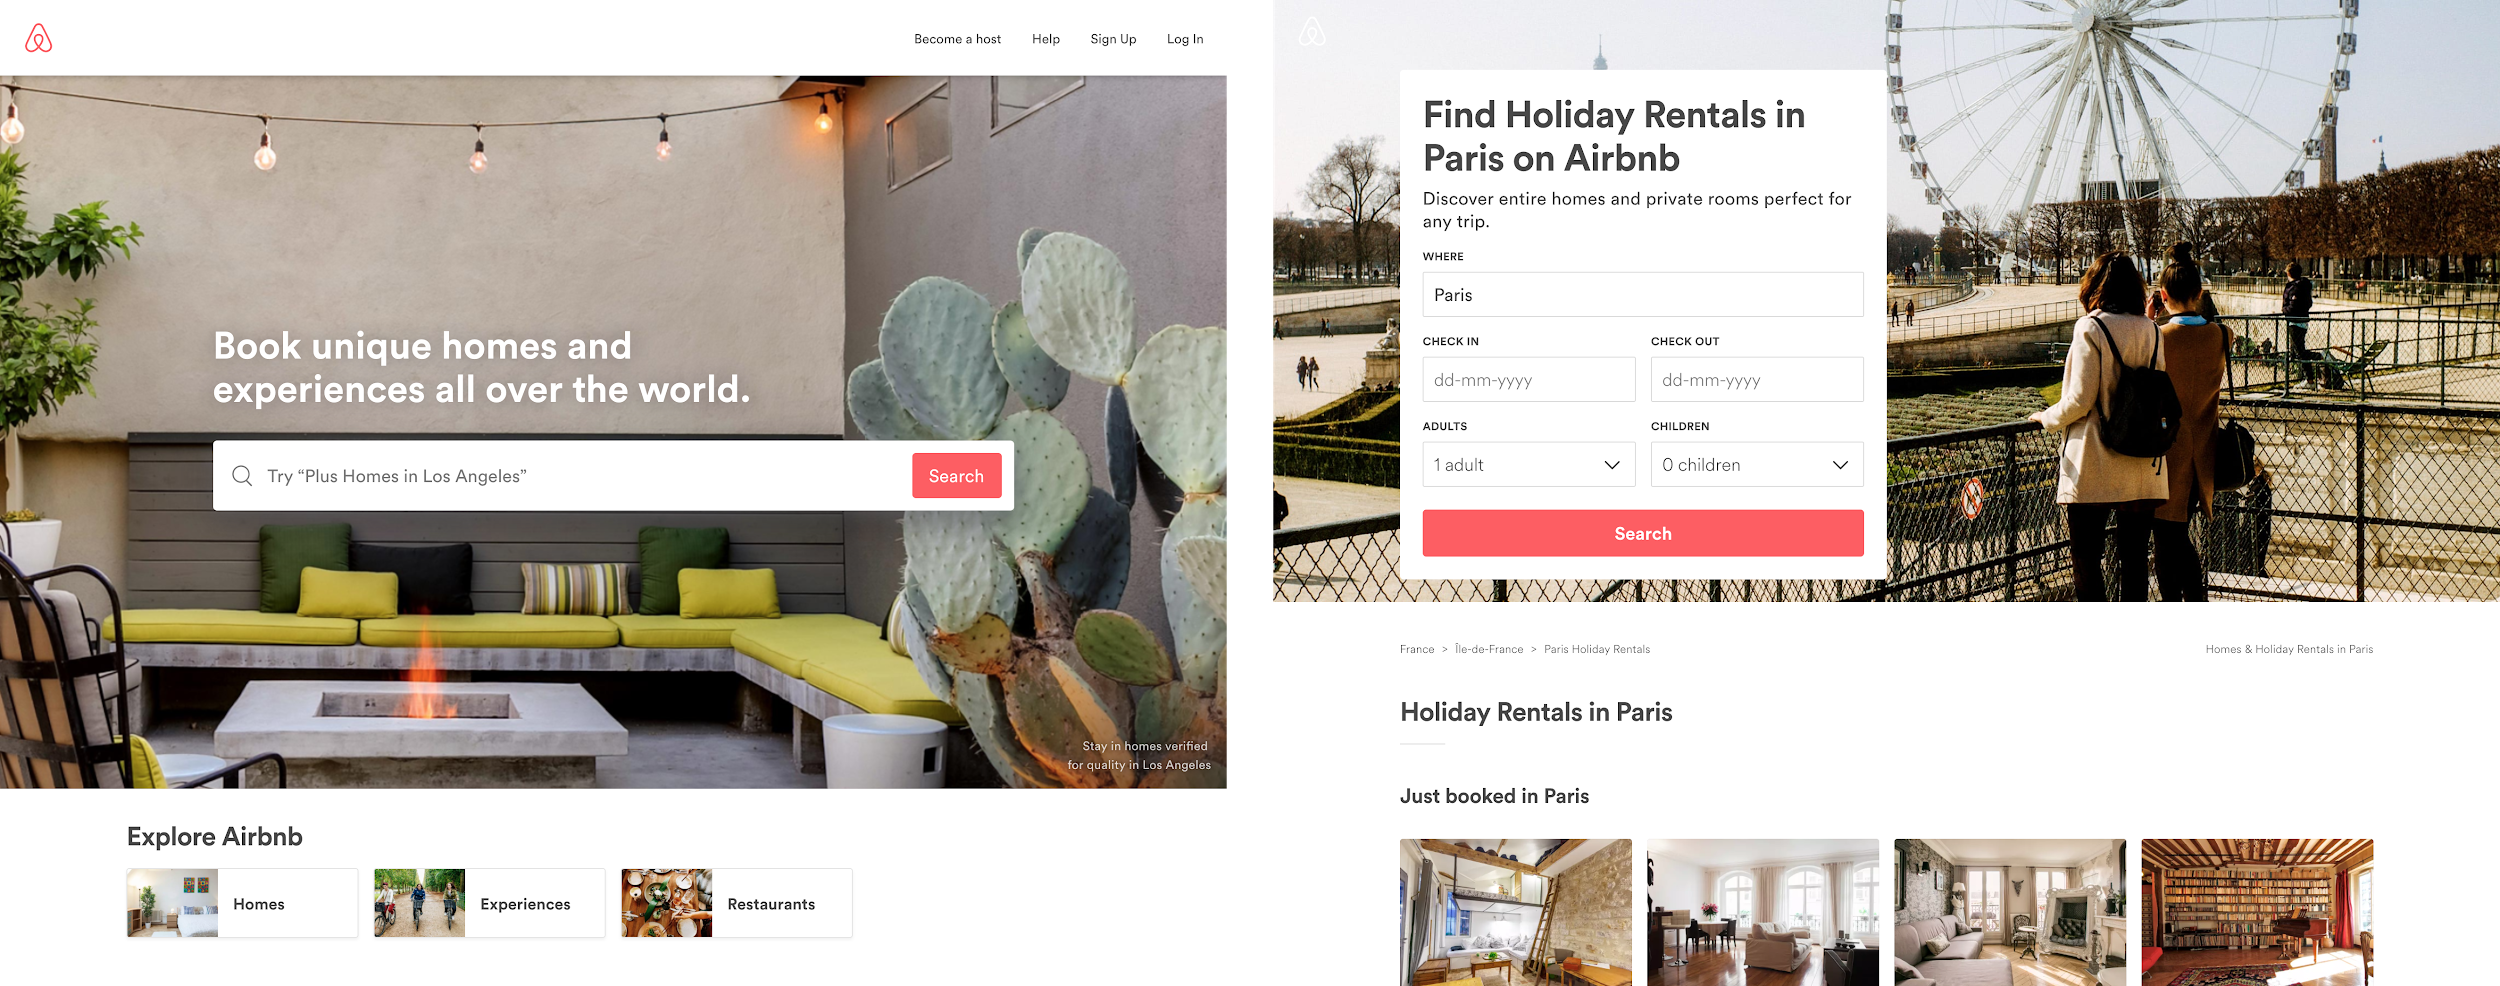 Become a host
Help
Sign Up
Log In
Book unique homes and
experiences all over the world.
Try “Plus Homes in Los Angeles”
Search
Stay in homes verified
for quality in Los Angeles
Explore Airbnb
Homes
Experiences
Restaurants
Find Holiday Rentals in
Paris on Airbnb
Discover entire homes and private rooms perfect for
any trip.
WHERE
Paris
CHECK IN
CHECK OUT
dd-mm-yyyy
dd-mm-yyyy
ADULTS
CHILDREN
1 adult
0 children
Search
France > Île-de-France > Paris Holiday Rentals
Homes & Holiday Rentals in Paris
Holiday Rentals in Paris
Just booked in Paris